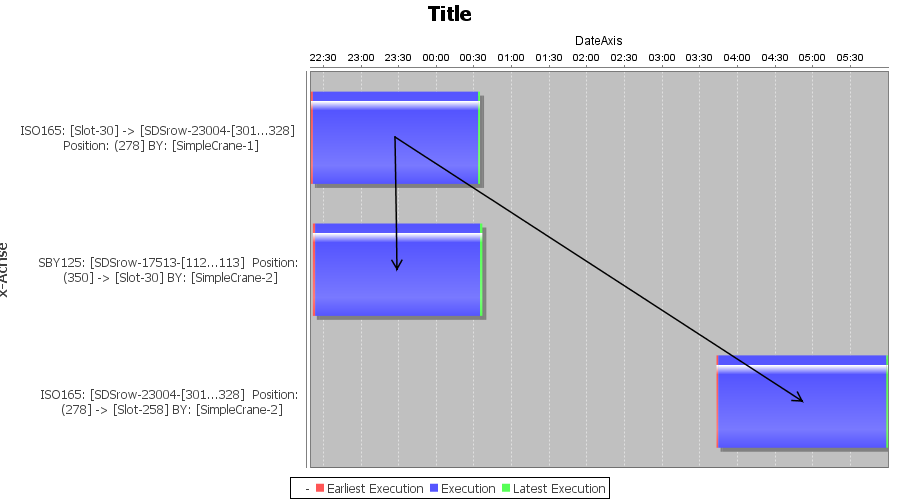 Title
DateAxis
22:30 23:00 23:30 00:00 00:30 01:00 01:30 02:00 02:30 03:00 03:30 04:00 04:30 05:00 05:30
ISO165: [Slot-30] -> [SDSrow-23004-[301...328]
Position: (278] BY: [SimpleCrane-1]
SBY125: [SDSrow-17513-[112...113] Position:
(350] -> [Slot-30] BY: [SimpleCrane-2]
ISO165: [SDSrow-23004-[301...328] Position:
(278] -> [Slot-258] BY: [SimpleCrane-2]
x-Achse
- Earliest Execution Execution Latest Execution